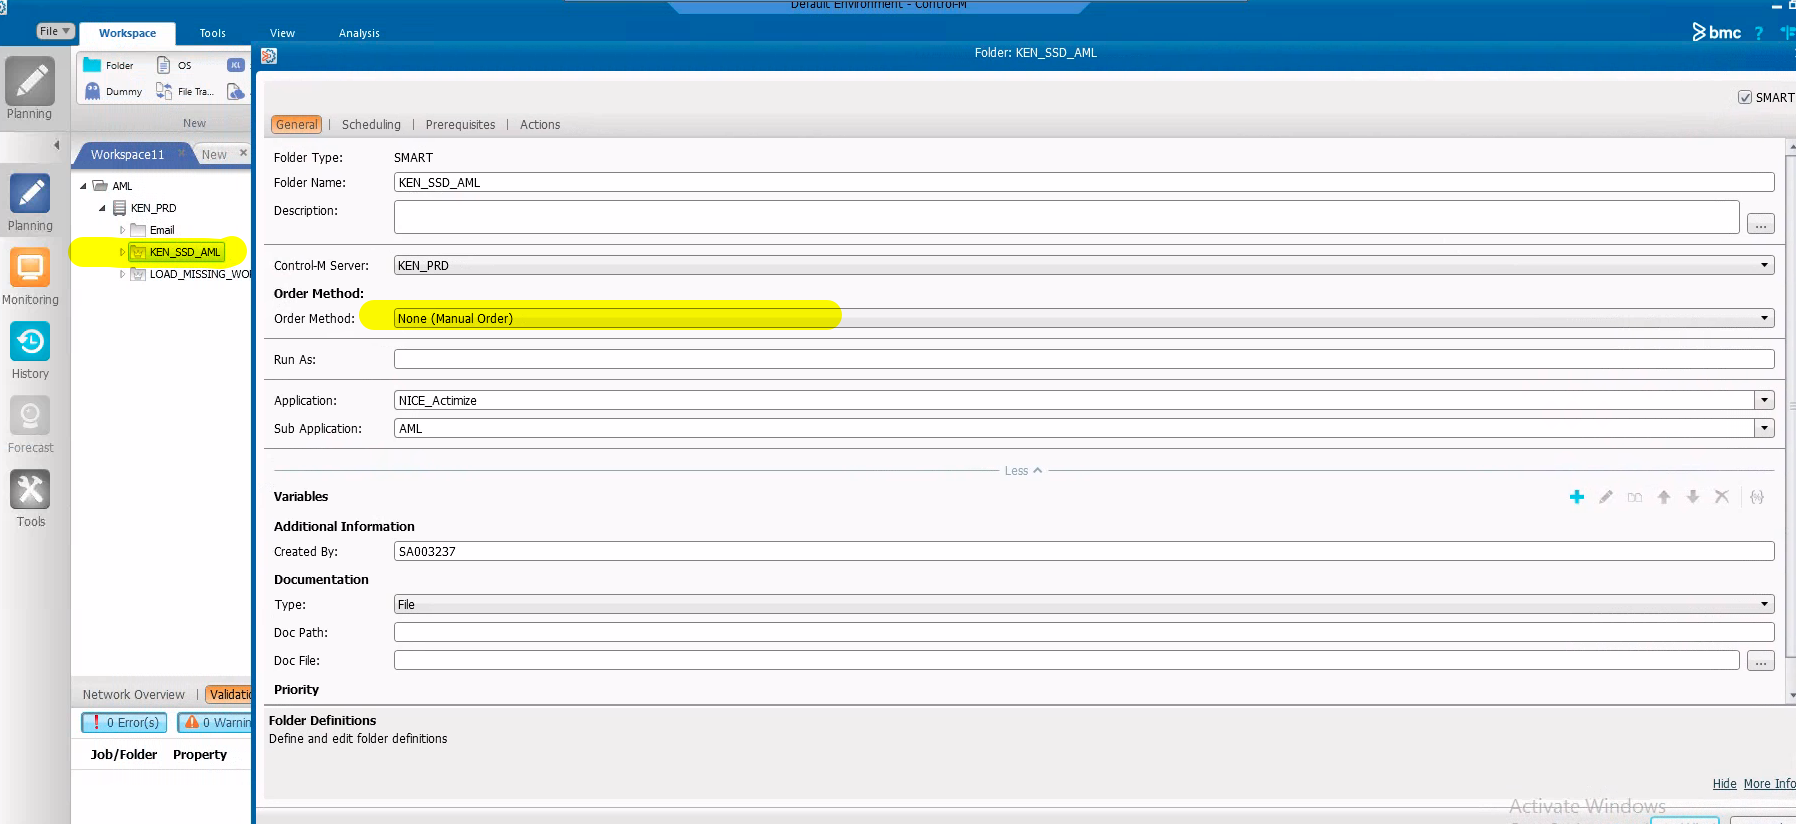 Default Environment - Control-M
File
Workspace
Tools
View
Analysis
bmc
?
Folder
OS
Dummy
File Tra...
New
Folder: KEN_SSD_AML
SMART
Planning
General | Scheduling | Prerequisites | Actions
Workspace11
New
Folder Type: SMART
Folder Name: KEN_SSD_AML
Description:
...
AML
KEN_PRD
Email
KEN_SSD_AML
LOAD_MISSING_WO
Planning
Monitoring
History
Forecast
Tools
Control-M Server: KEN_PRD
Order Method:
Order Method: None (Manual Order)
Run As:
Application: NICE_Actimize
Sub Application: AML
Less
Variables
Additional Information
Created By: SA003237
Documentation
Type: File
Doc Path:
Doc File:
...
Priority
Network Overview | Validatio
0 Error(s) 0 Warnin
Job/Folder Property
Folder Definitions
Define and edit folder definitions
Hide More Info
Activate Windows